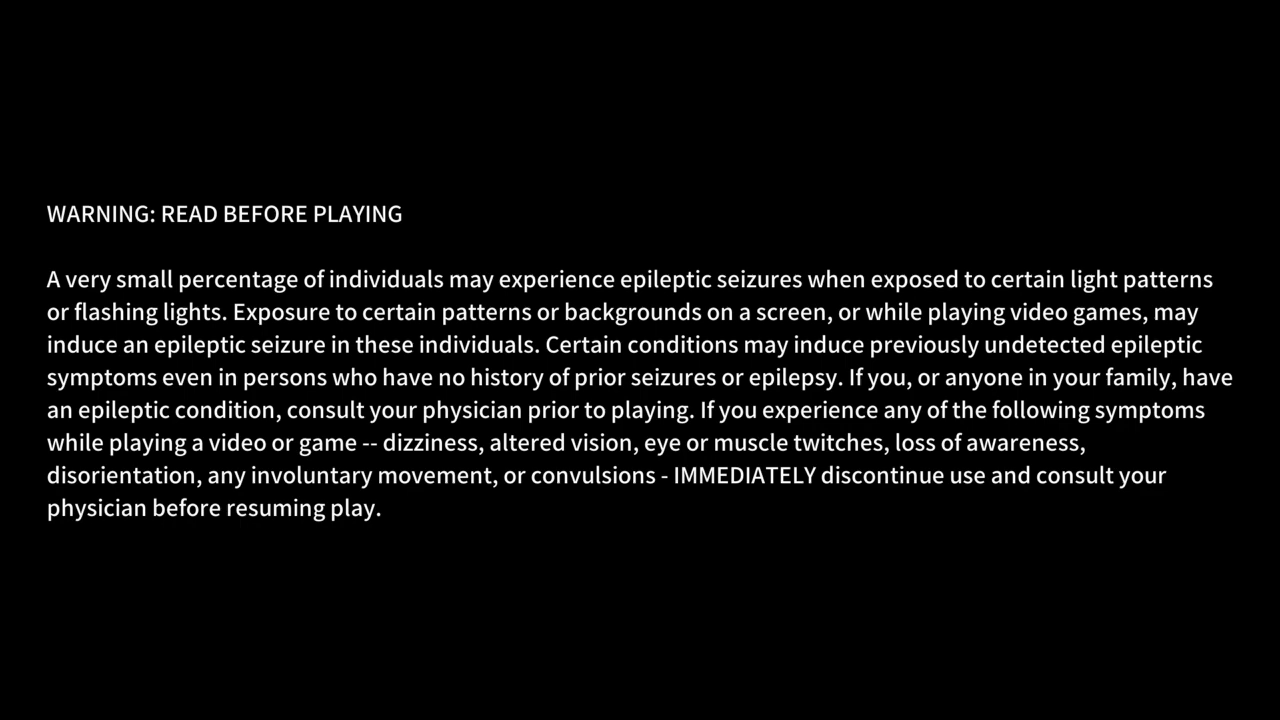 WARNING: READ BEFORE PLAYING
A very small percentage of individuals may experience epileptic seizures when exposed to certain light patterns
or flashing lights. Exposure to certain patterns or backgrounds on a screen, or while playing video games, may
induce an epileptic seizure in these individuals. Certain conditions may induce previously undetected epileptic
symptoms even in persons who have no history of prior seizures or epilepsy. If you, or anyone in your family, have
an epileptic condition, consult your physician prior to playing. If you experience any of the following symptoms
while playing a video or game -- dizziness, altered vision, eye or muscle twitches, loss of awareness,
disorientation, any involuntary movement, or convulsions - IMMEDIATELY discontinue use and consult your
physician before resuming play.